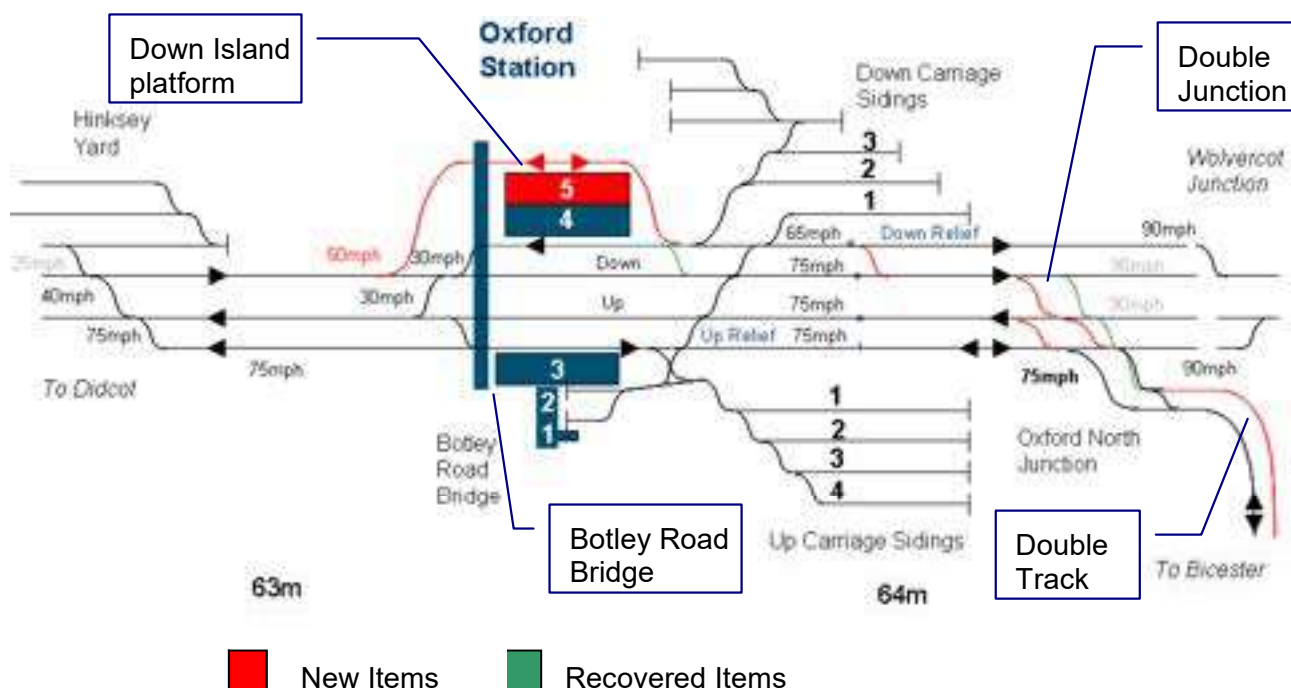 Down Island
platform
Oxford
Station
Double
Junction
Hinksey
Yard
Down Carriage
Sidings
Wolvercot
Junction
5
4
3
2
1
60mph
30mph
Down
65mph
Down Relief
90mph
25mph
75mph
30mph
40mph
30mph
Up
75mph
30mph
75mph
75mph
Up Relief
75mph
75mph
90mph
To Didcot
3
2
1
Botley
Road
Bridge
1
2
3
4
Oxford North
Junction
Botley Road
Bridge
Up Carriage Sidings
Double
Track
To Bicester
63m
64m
New Items
Recovered Items